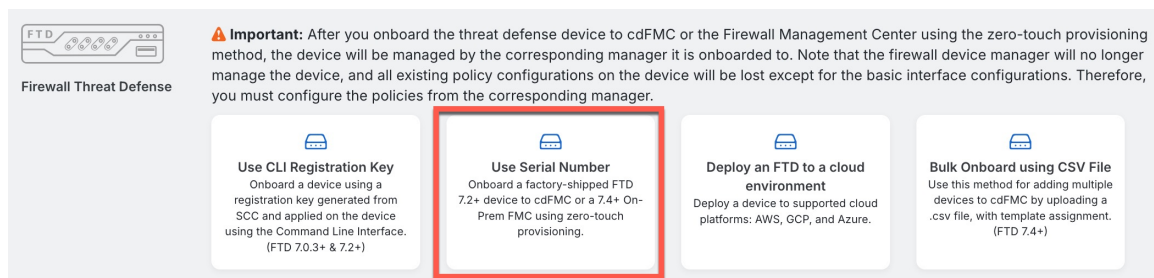 FTD
Firewall Threat Defense
Important: After you onboard the threat defense device to cdFMC or the Firewall Management Center using the zero-touch provisioning
method, the device will be managed by the corresponding manager it is onboarded to. Note that the firewall device manager will no longer
manage the device, and all existing policy configurations on the device will be lost except for the basic interface configurations. Therefore,
you must configure the policies from the corresponding manager.
Use CLI Registration Key
Onboard a device using a
registration key generated from
SCC and applied on the device
using the Command Line Interface.
(FTD 7.0.3+ & 7.2+)
Use Serial Number
Onboard a factory-shipped FTD
7.2+ device to cdFMC or a 7.4+ On-
Prem FMC using zero-touch
provisioning.
Deploy an FTD to a cloud
environment
Deploy a device to supported cloud
platforms: AWS, GCP, and Azure.
Bulk Onboard using CSV File
Use this method for adding multiple
devices to cdFMC by uploading a
.csv file, with template assignment.
(FTD 7.4+)